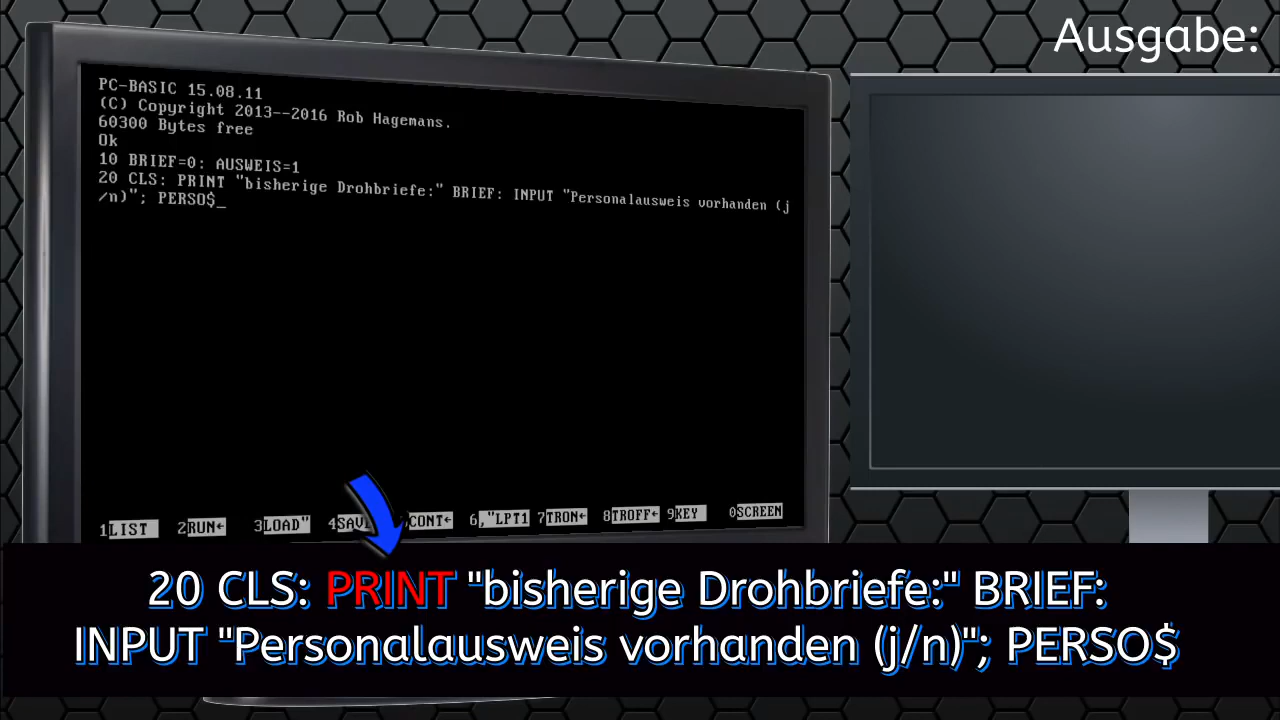 Ausgabe:
PC-BASIC 15.08.11
(C) Copyright 2013--2016 Rob Hagemans.
60300 Bytes free
Ok
10 BRIEF=0: AUSWEIS=1
20 CLS: PRINT "bisherige Drohbriefe:" BRIEF: INPUT "Personalausweis vorhanden (j
/n)"; PERSO$_
1LIST 2RUN← 3LOAD" 4SAV CONT← 6,"LPT1 7TRON← 8TROFF← 9KEY 0SCREEN
20 CLS: PRINT "bisherige Drohbriefe:" BRIEF:
INPUT "Personalausweis vorhanden (j/n)"; PERSO$